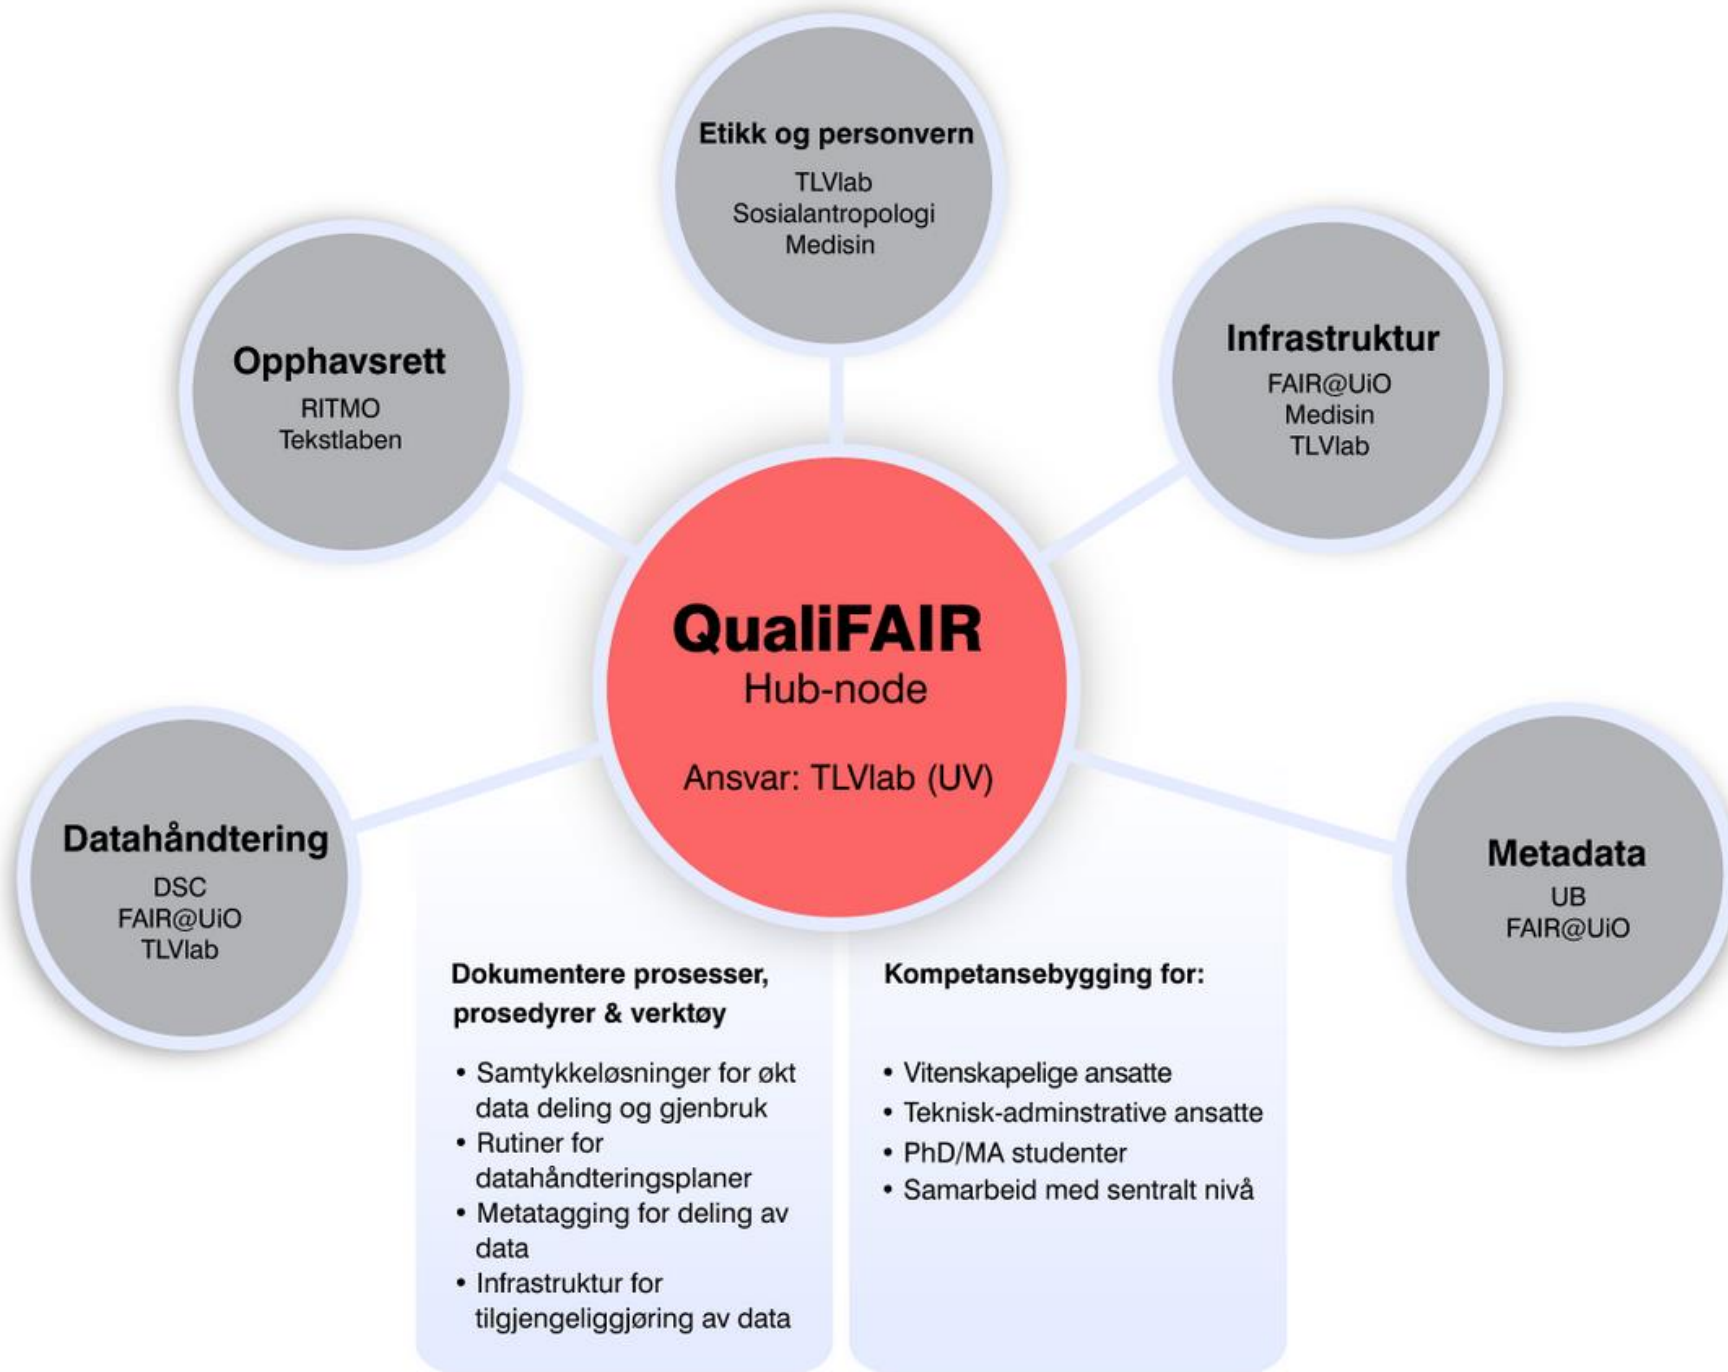 Etikk og personvern
TLVlab
Sosialantropologi
Medisin
Opphavsrett
RITMO
Tekstlaben
Infrastruktur
FAIR@UiO
Medisin
TLVlab
QualiFAIR
Hub-node
Ansvar: TLVlab (UV)
Datahåndtering
DSC
FAIR@UiO
TLVlab
Metadata
UB
FAIR@UiO
Dokumentere prosesser,
prosedyrer & verktøy
• Samtykkeløsninger for økt
data deling og gjenbruk
• Rutiner for
datahåndteringsplaner
• Metatagging for deling av
data
• Infrastruktur for
tilgjengeliggjøring av data
Kompetansebygging for:
• Vitenskapelige ansatte
• Teknisk-adminstrative ansatte
• PhD/MA studenter
• Samarbeid med sentralt nivå